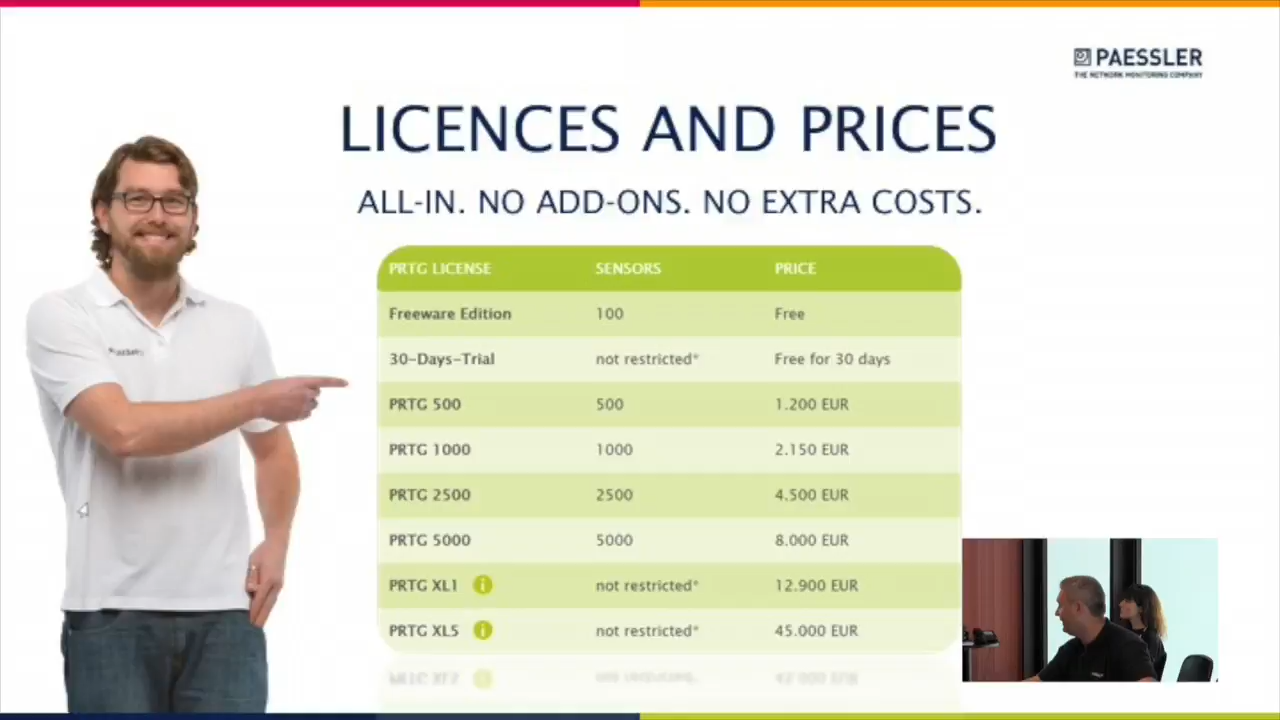 PAESSLER
THE NETWORK MONITORING COMPANY
LICENCES AND PRICES
ALL-IN. NO ADD-ONS. NO EXTRA COSTS.
PRTG LICENSE SENSORS PRICE
Freeware Edition 100 Free
30-Days-Trial not restricted* Free for 30 days
PRTG 500 500 1.200 EUR
PRTG 1000 1000 2.150 EUR
PRTG 2500 2500 4.500 EUR
PRTG 5000 5000 8.000 EUR
PRTG XL1 i not restricted* 12.900 EUR
PRTG XL5 i not restricted* 45.000 EUR